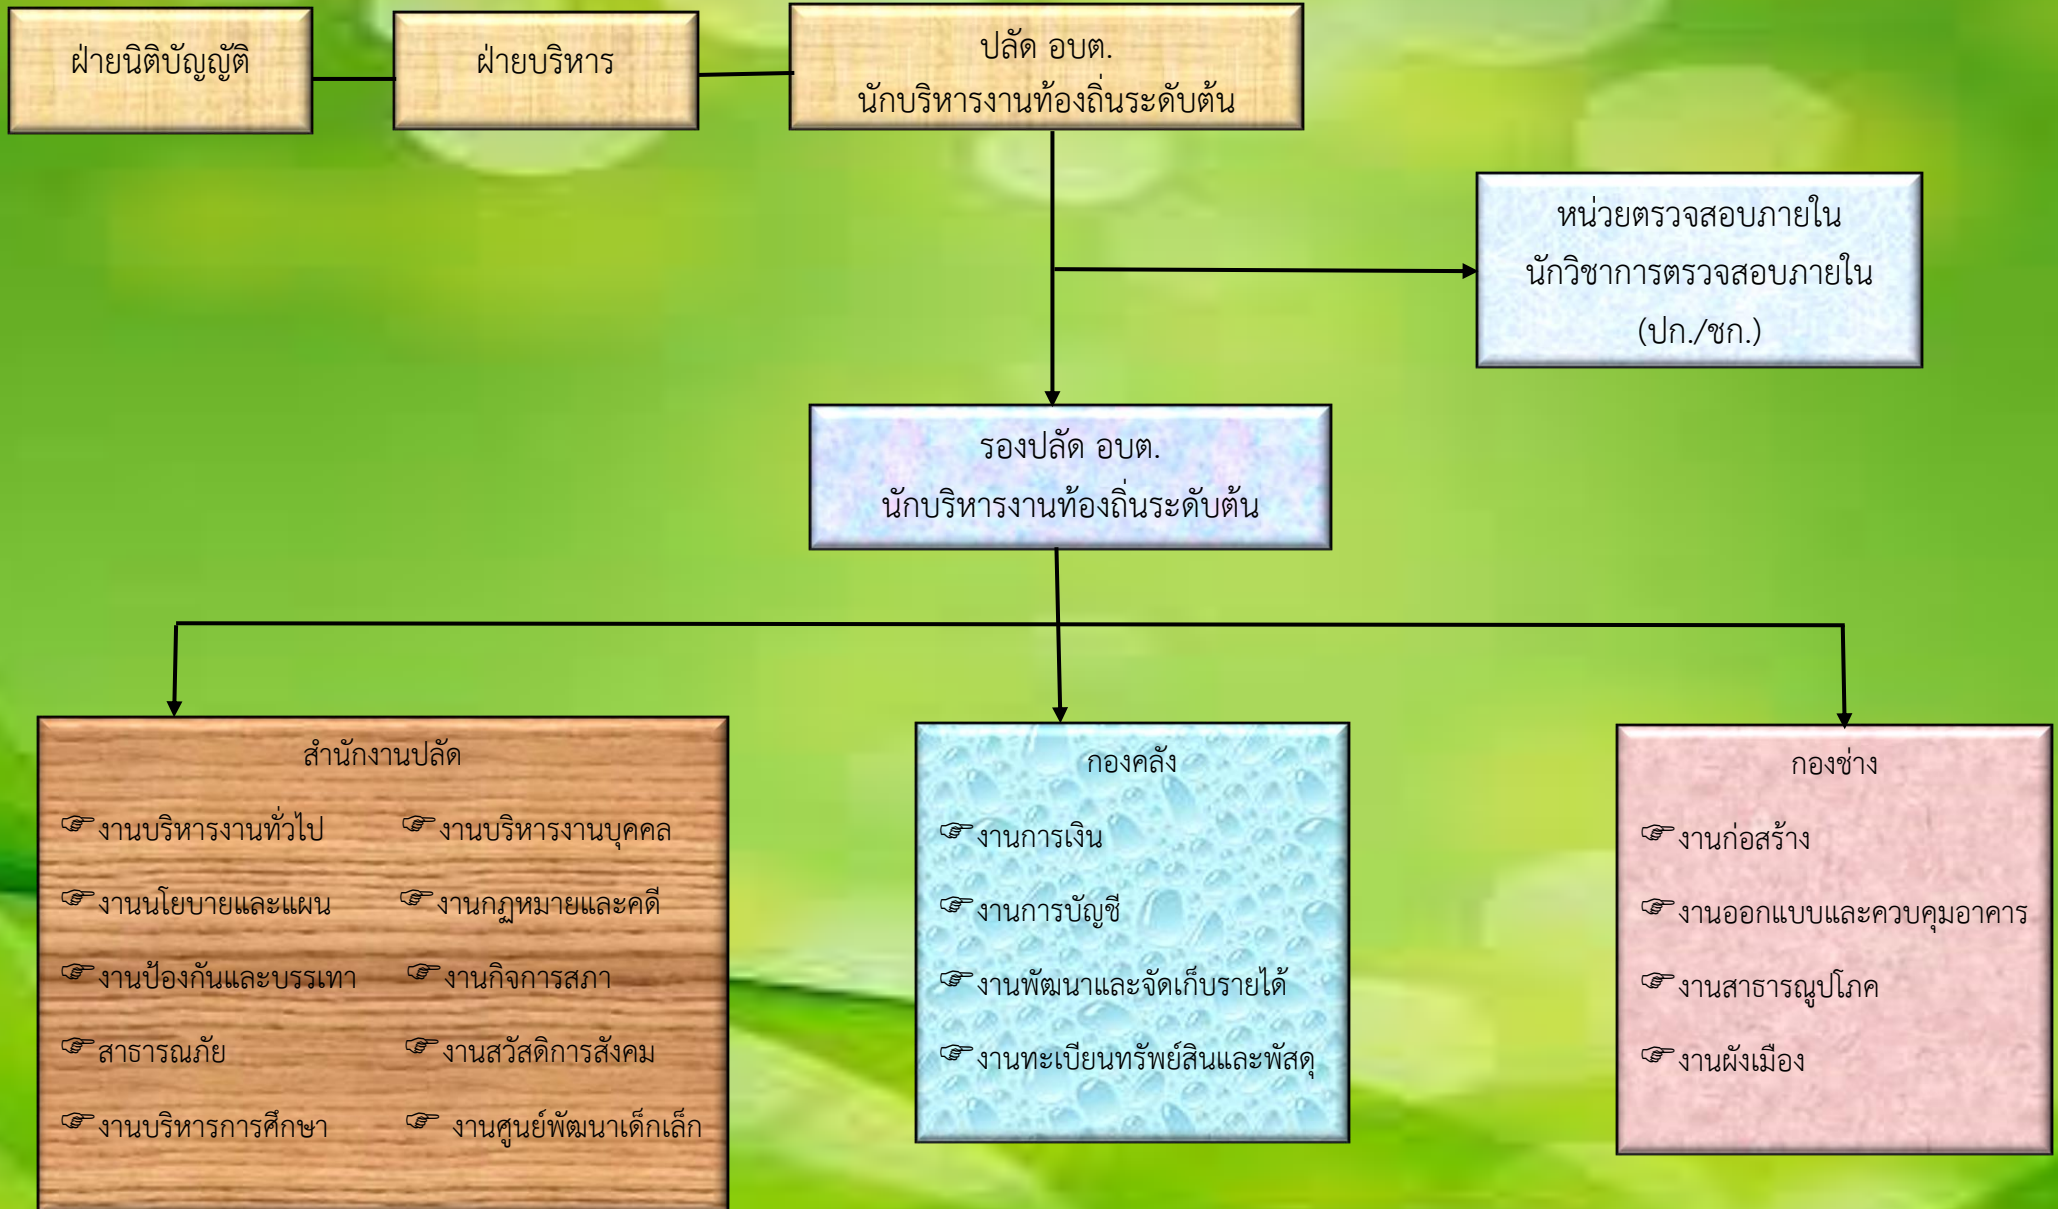 ฝ่ายนิติบัญญัติ
ฝ่ายบริหาร
ปลัด อบต.
นักบริหารงานท้องถิ่นระดับต้น
หน่วยตรวจสอบภายใน
นักวิชาการตรวจสอบภายใน
(ปก./ชก.)
รองปลัด อบต.
นักบริหารงานท้องถิ่นระดับต้น
สำนักงานปลัด
☞งานบริหารงานทั่วไป ☞งานบริหารงานบุคคล
☞งานนโยบายและแผน ☞งานกฎหมายและคดี
☞งานป้องกันและบรรเทา ☞งานกิจการสภา
☞สาธารณภัย ☞งานสวัสดิการสังคม
☞งานบริหารการศึกษา ☞ งานศูนย์พัฒนาเด็กเล็ก
กองคลัง
☞งานการเงิน
☞งานการบัญชี
☞งานพัฒนาและจัดเก็บรายได้
☞งานทะเบียนทรัพย์สินและพัสดุ
กองช่าง
☞งานก่อสร้าง
☞งานออกแบบและควบคุมอาคาร
☞งานสาธารณูปโภค
☞งานผังเมือง